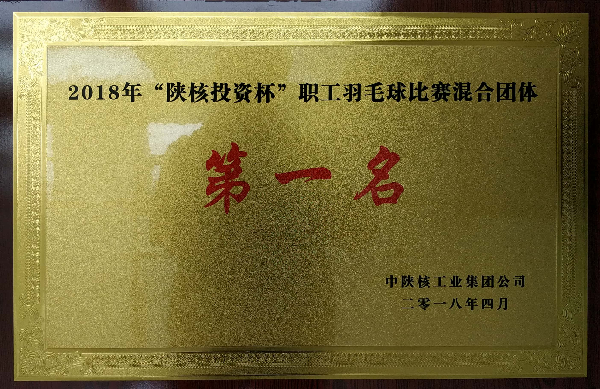 2018年“陕核投资杯”职工羽毛球比赛混合团体
第一名
中陕核工业集团公司
二零一八年四月